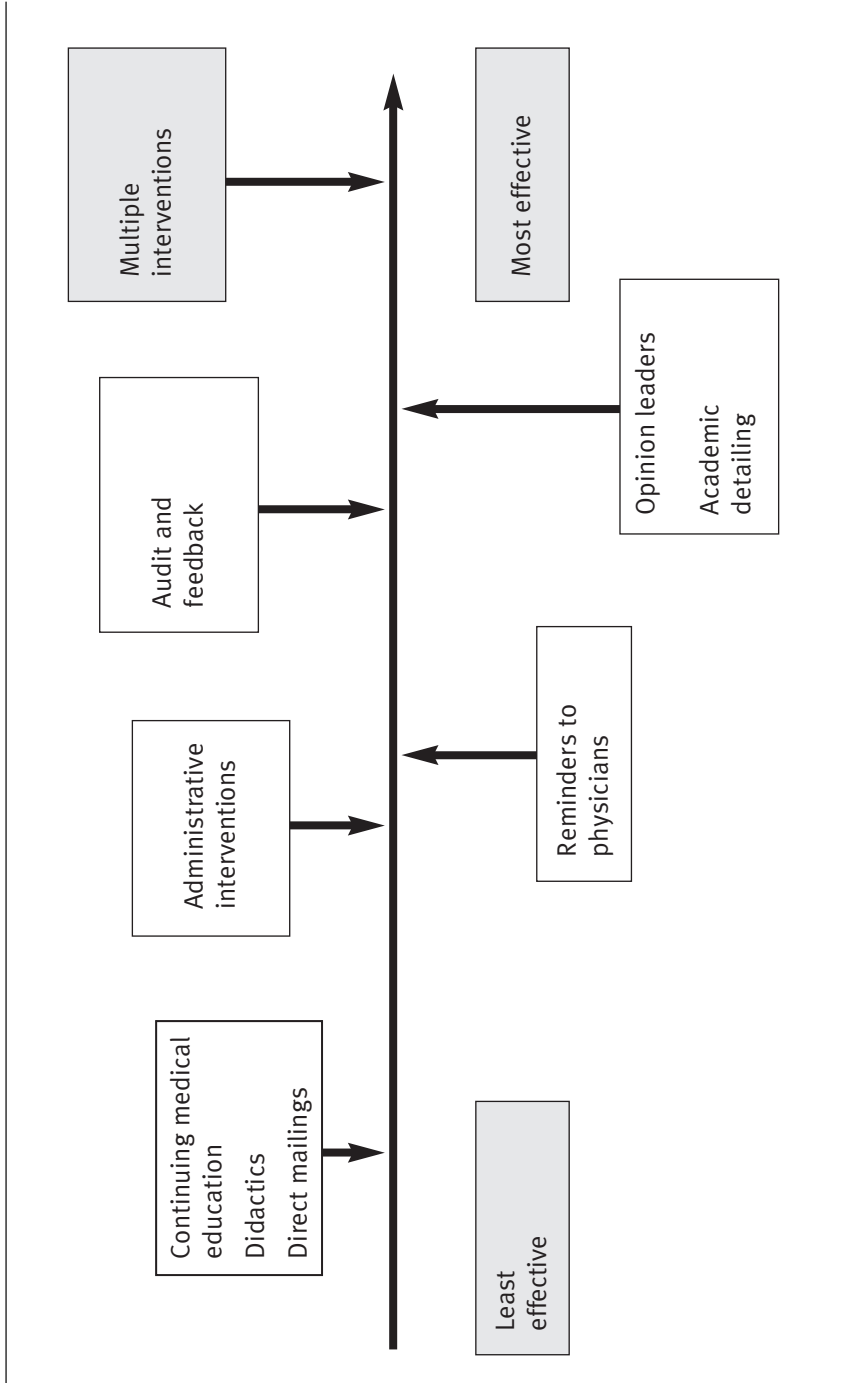 Continuing medical
education
Didactics
Direct mailings
Administrative
interventions
Audit and
feedback
Multiple
interventions
Least
effective
Reminders to
physicians
Opinion leaders
Academic
detailing
Most effective